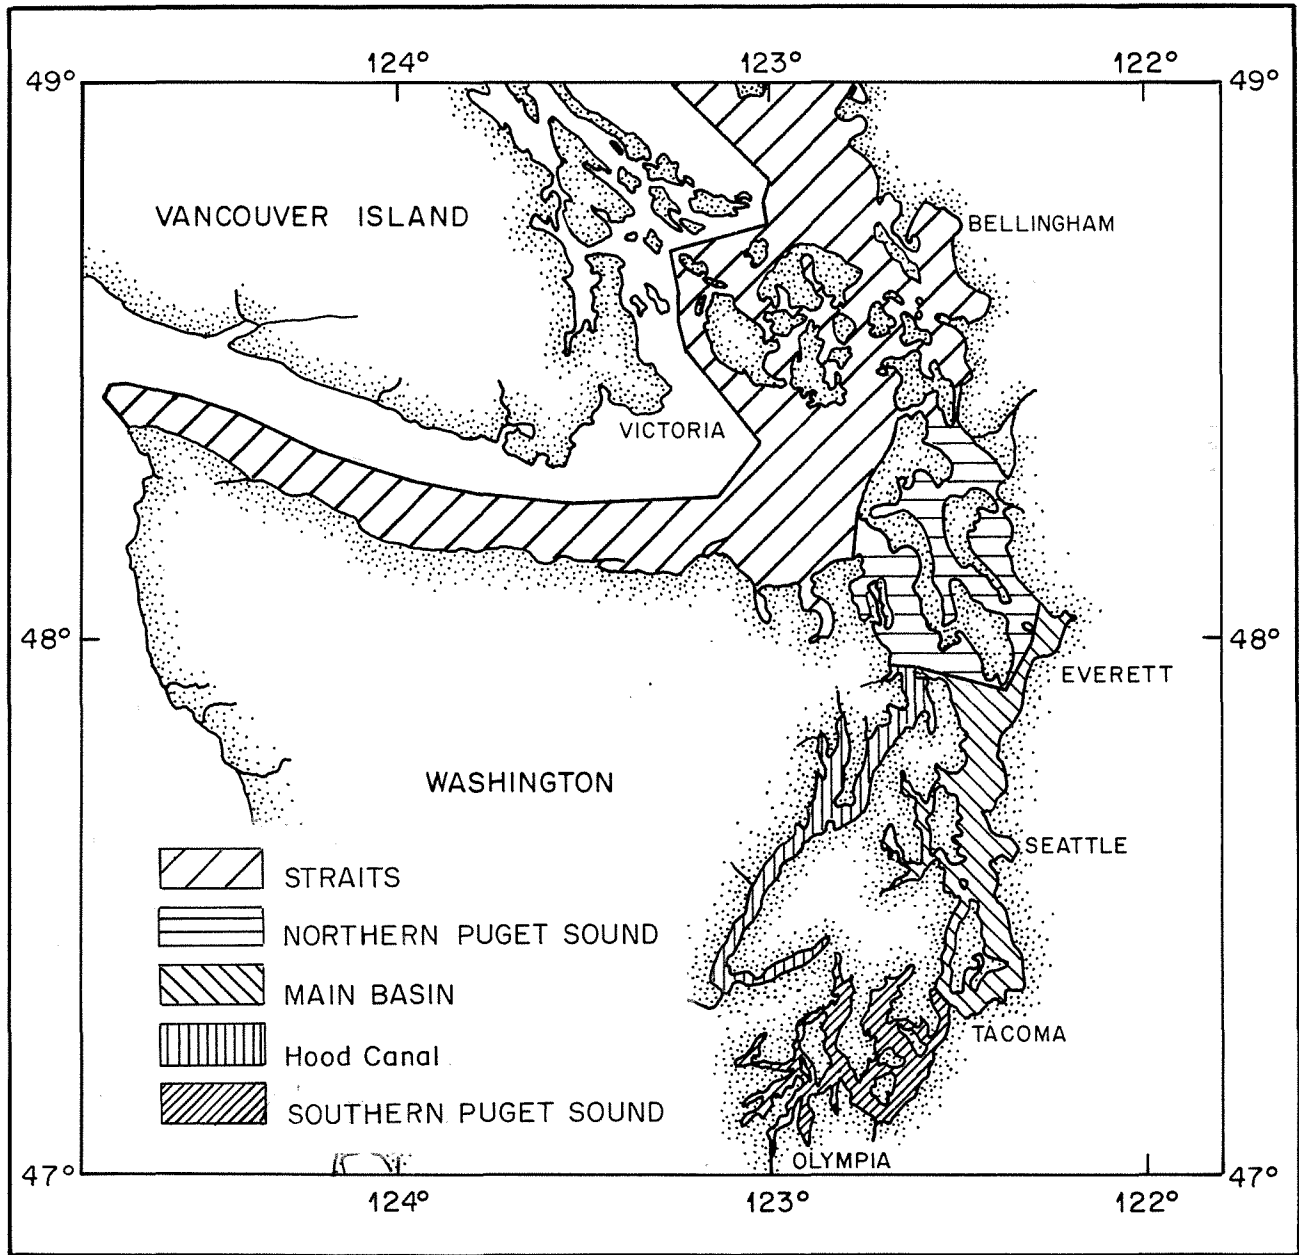 124° 123° 122°
49° 49°
VANCOUVER ISLAND
BELLINGHAM
VICTORIA
48° 48°
EVERETT
WASHINGTON
SEATTLE
STRAITS
NORTHERN PUGET SOUND
MAIN BASIN
TACOMA
Hood Canal
SOUTHERN PUGET SOUND
OLYMPIA
47° 47°
124° 123° 122°